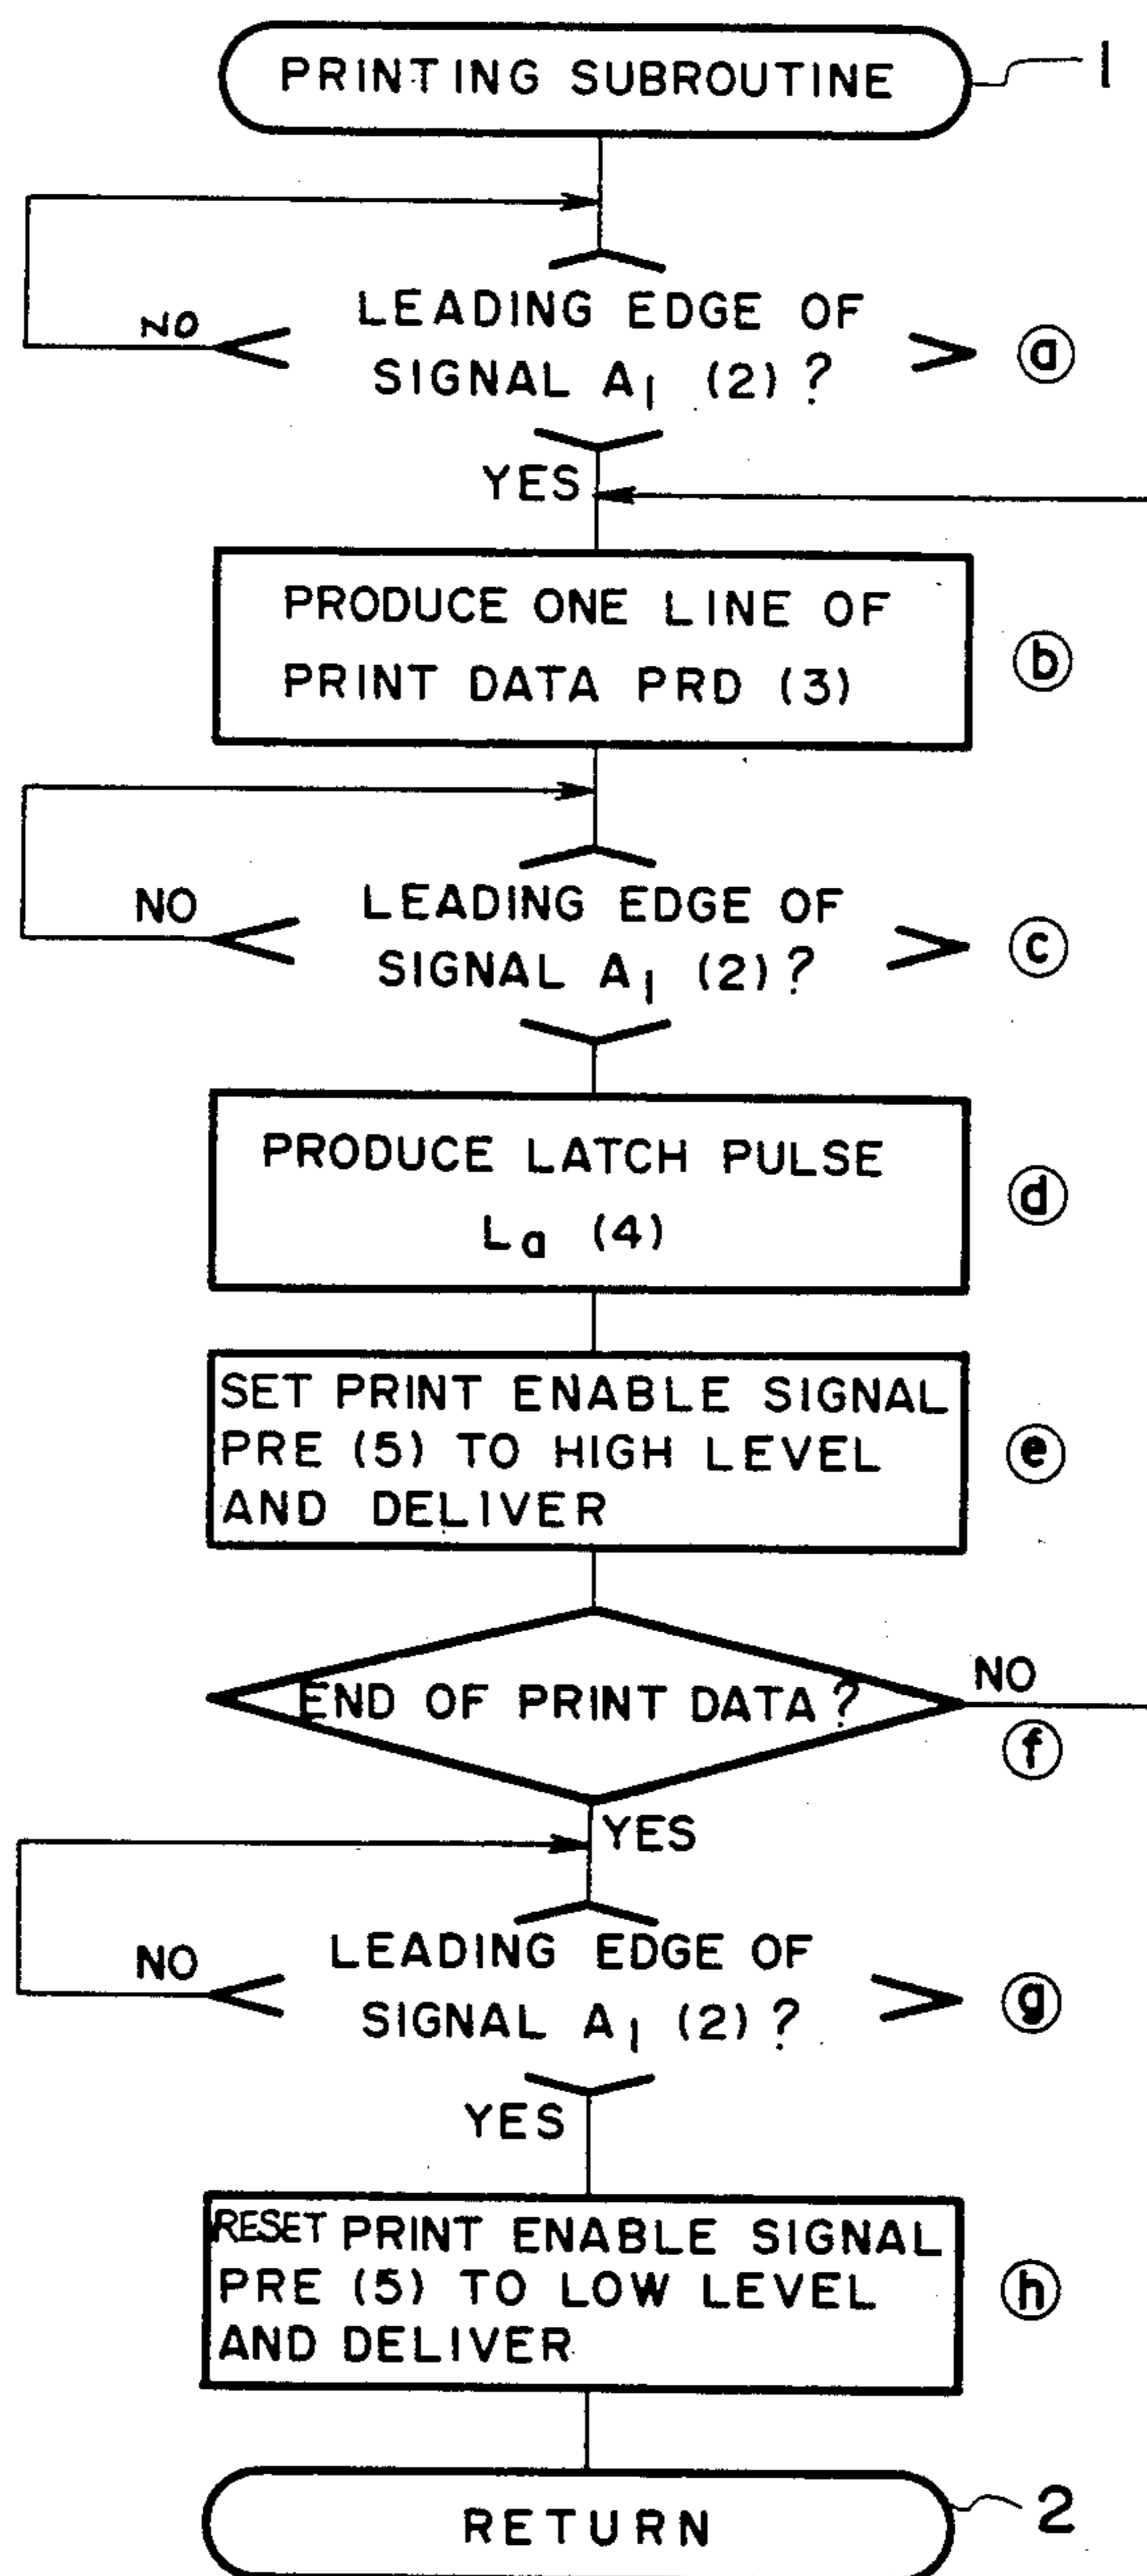 PRINTING SUBROUTINE
1
LEADING EDGE OF
SIGNAL A1 (2)?
NO
a
YES
PRODUCE ONE LINE OF
PRINT DATA PRD (3)
b
LEADING EDGE OF
SIGNAL A1 (2)?
NO
c
PRODUCE LATCH PULSE
La (4)
d
SET PRINT ENABLE SIGNAL
PRE (5) TO HIGH LEVEL
AND DELIVER
e
END OF PRINT DATA?
NO
f
YES
LEADING EDGE OF
SIGNAL A1 (2)?
NO
g
YES
RESET PRINT ENABLE SIGNAL
PRE (5) TO LOW LEVEL
AND DELIVER
h
RETURN
2